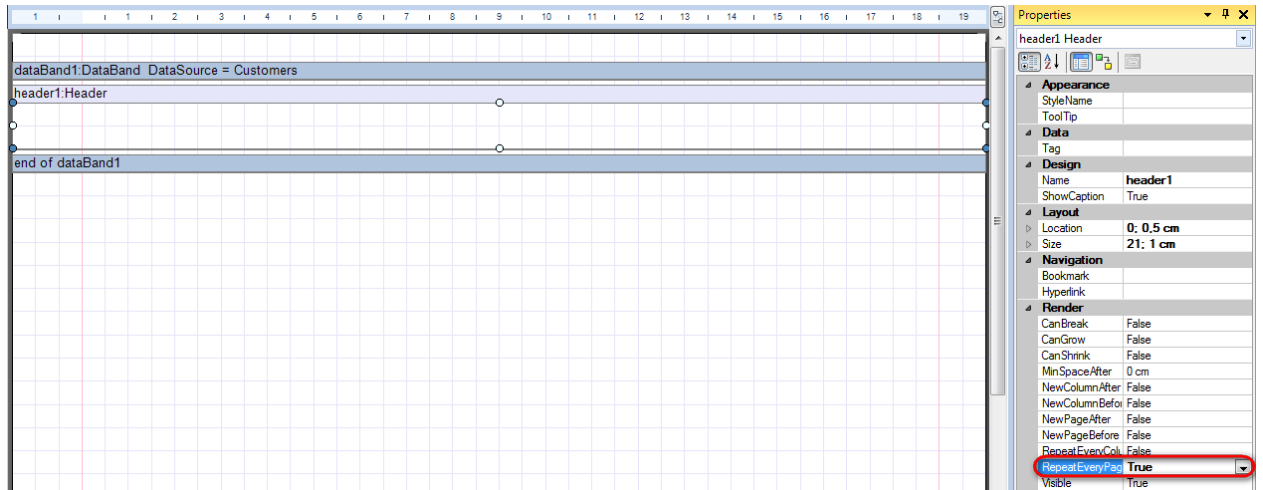 1 1 2 3 4 5 6 7 8 9 10 11 12 13 14 15 16 17 18 19
dataBand1:DataBand DataSource = Customers
header1:Header
end of dataBand1
Properties
header1 Header
Appearance
StyleName
ToolTip
Data
Tag
Design
Name header1
ShowCaption True
Layout
Location 0; 0,5 cm
Size 21; 1 cm
Navigation
Bookmark
Hyperlink
Render
CanBreak False
CanGrow False
CanShrink False
MinSpaceAfter 0 cm
NewColumnAfter False
NewColumnBefo False
NewPageAfter False
NewPageBefore False
RepeatEveryColu False
RepeatEveryPag True
Visible True